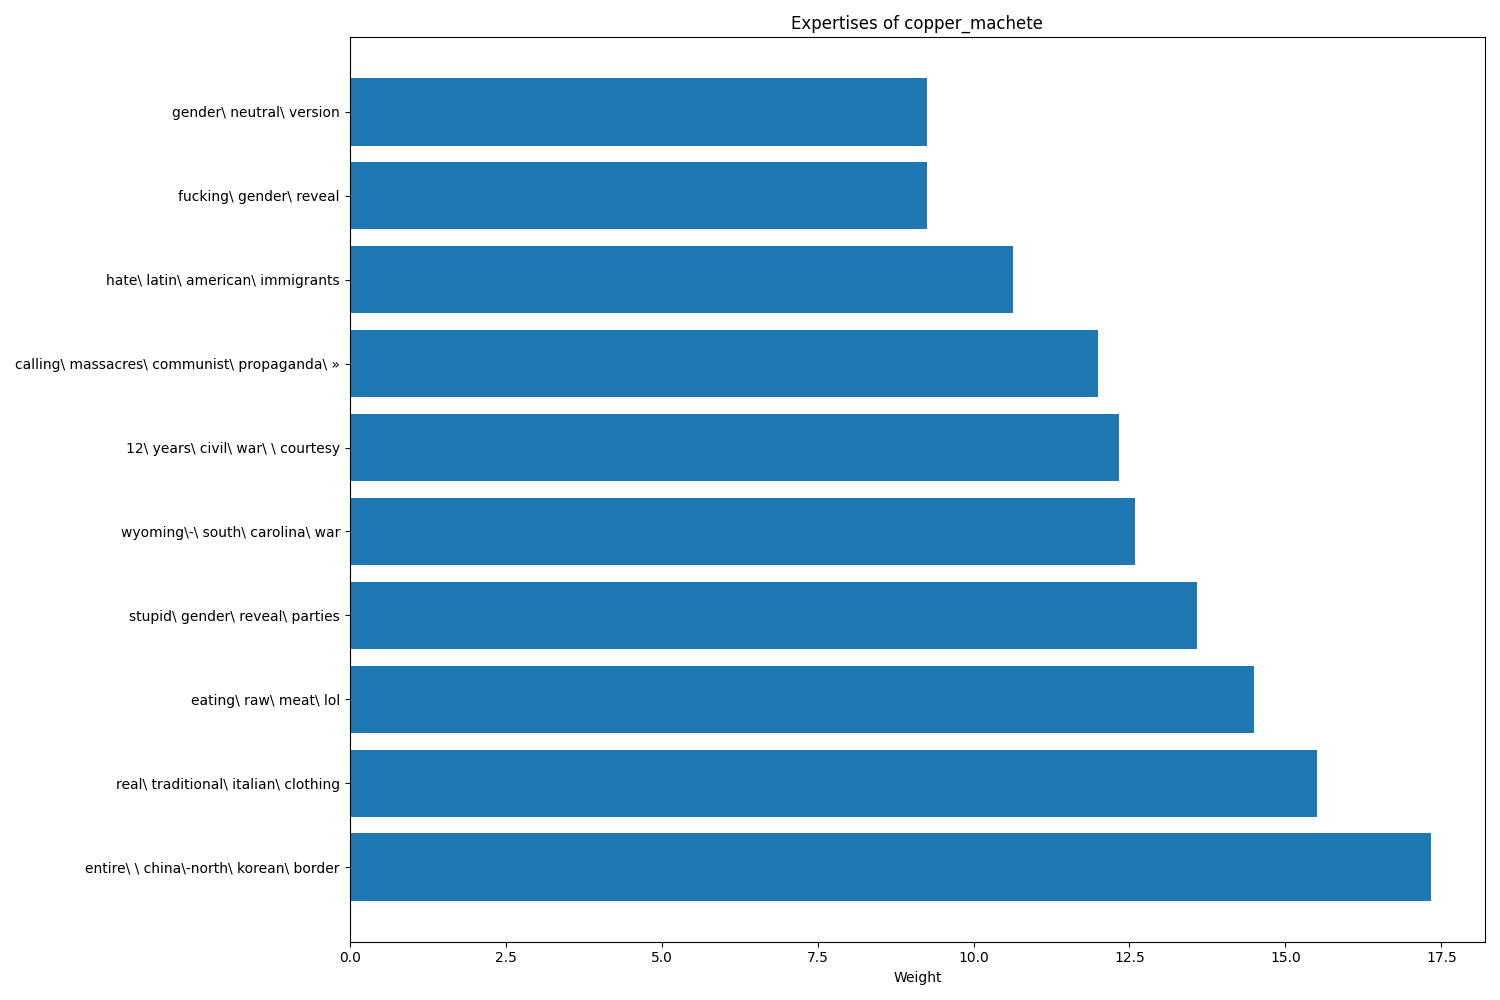 Expertises of copper_machete
gender\ neutral\ version
fucking\ gender\ reveal
hate\ latin\ american\ immigrants
calling\ massacres\ communist\ propaganda\ »
12\ years\ civil\ war\ \ courtesy
wyoming\-\ south\ carolina\ war
stupid\ gender\ reveal\ parties
eating\ raw\ meat\ lol
real\ traditional\ italian\ clothing
entire\ \ china\-north\ korean\ border
0.0 2.5 5.0 7.5 10.0 12.5 15.0 17.5
Weight